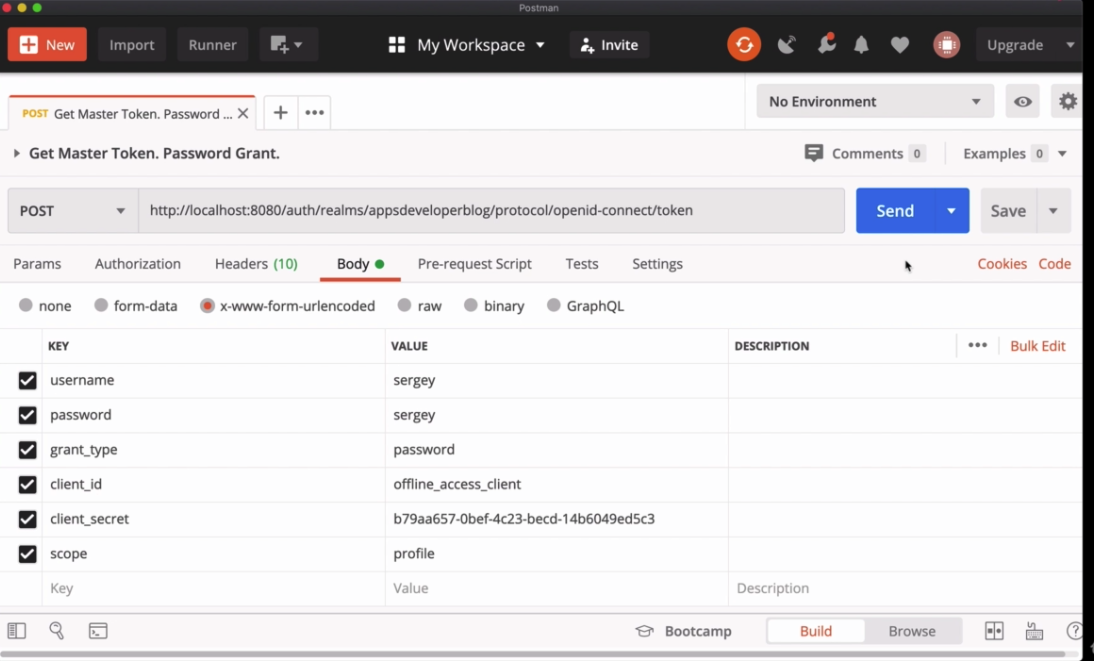 Postman
New Import Runner My Workspace Invite Upgrade
POST Get Master Token. Password ... No Environment
Get Master Token. Password Grant. Comments 0 Examples 0
POST http://localhost:8080/auth/realms/appsdeveloperblog/protocol/openid-connect/token Send Save
Params Authorization Headers (10) Body Pre-request Script Tests Settings Cookies Code
none form-data x-www-form-urlencoded raw binary GraphQL
KEY VALUE DESCRIPTION ••• Bulk Edit
username sergey
password sergey
grant_type password
client_id offline_access_client
client_secret b79aa657-0bef-4c23-becd-14b6049ed5c3
scope profile
Key Value Description
Bootcamp Build Browse